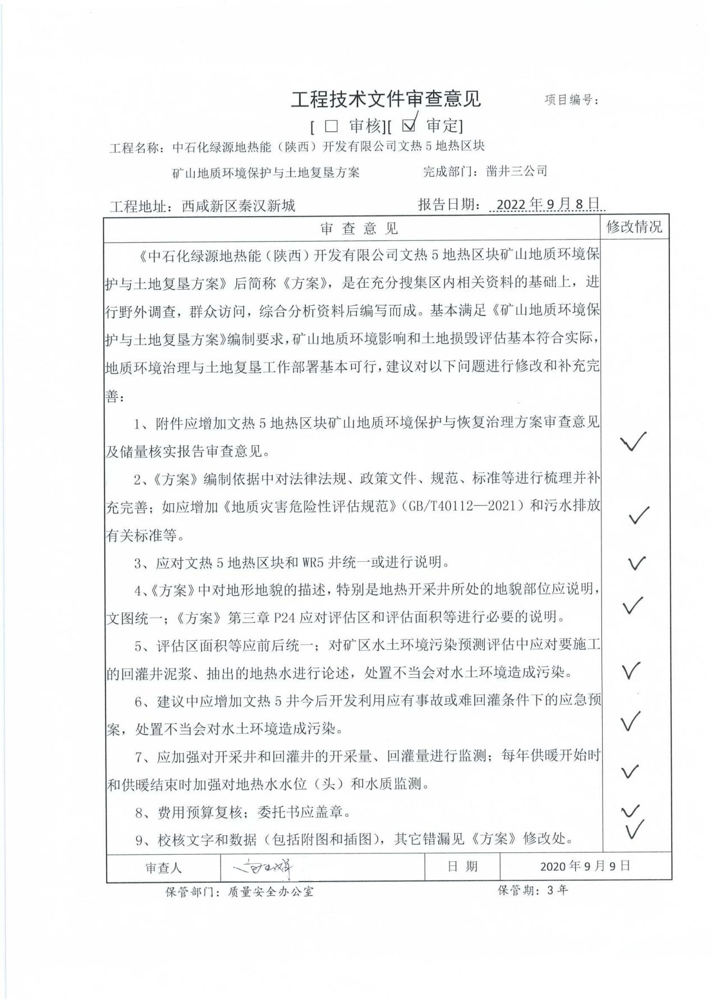 工程技术文件审查意见 项目编号：
[ □ 审核][ ☑ 审定]
工程名称：中石化绿源地热能（陕西）开发有限公司文热 5 地热区块
矿山地质环境保护与土地复垦方案 完成部门：凿井三公司
工程地址：西咸新区秦汉新城 报告日期： 2022 年 9 月 8 日
审 查 意 见 修改情况
《中石化绿源地热能（陕西）开发有限公司文热 5 地热区块矿山地质环境保
护与土地复垦方案》后简称《方案》，是在充分搜集区内相关资料的基础上，进
行野外调查，群众访问，综合分析资料后编写而成。基本满足《矿山地质环境保
护与土地复垦方案》编制要求，矿山地质环境影响和土地损毁评估基本符合实际，
地质环境治理与土地复垦工作部署基本可行，建议对以下问题进行修改和补充完
善：
1、附件应增加文热 5 地热区块矿山地质环境保护与恢复治理方案审查意见
及储量核实报告审查意见。 ✓
2、《方案》编制依据中对法律法规、政策文件、规范、标准等进行梳理并补
充完善；如应增加《地质灾害危险性评估规范》（GB/T40112—2021）和污水排放 ✓
有关标准等。
3、应对文热 5 地热区块和 WR5 井统一或进行说明。 ✓
4、《方案》中对地形地貌的描述，特别是地热开采井所处的地貌部位应说明， ✓
文图统一；《方案》第三章 P24 应对评估区和评估面积等进行必要的说明。
5、评估区面积等应前后统一；对矿区水土环境污染预测评估中应对要施工
的回灌井泥浆、抽出的地热水进行论述，处置不当会对水土环境造成污染。 ✓
6、建议中应增加文热 5 井今后开发利用应有事故或难回灌条件下的应急预
案，处置不当会对水土环境造成污染。 ✓
7、应加强对开采井和回灌井的开采量、回灌量进行监测；每年供暖开始时
和供暖结束时加强对地热水水位（头）和水质监测。 ✓
8、费用预算复核；委托书应盖章。 ✓
9、校核文字和数据（包括附图和插图），其它错漏见《方案》修改处。 ✓
审查人 日 期 2020 年 9 月 9 日
保管部门：质量安全办公室 保管期：3 年